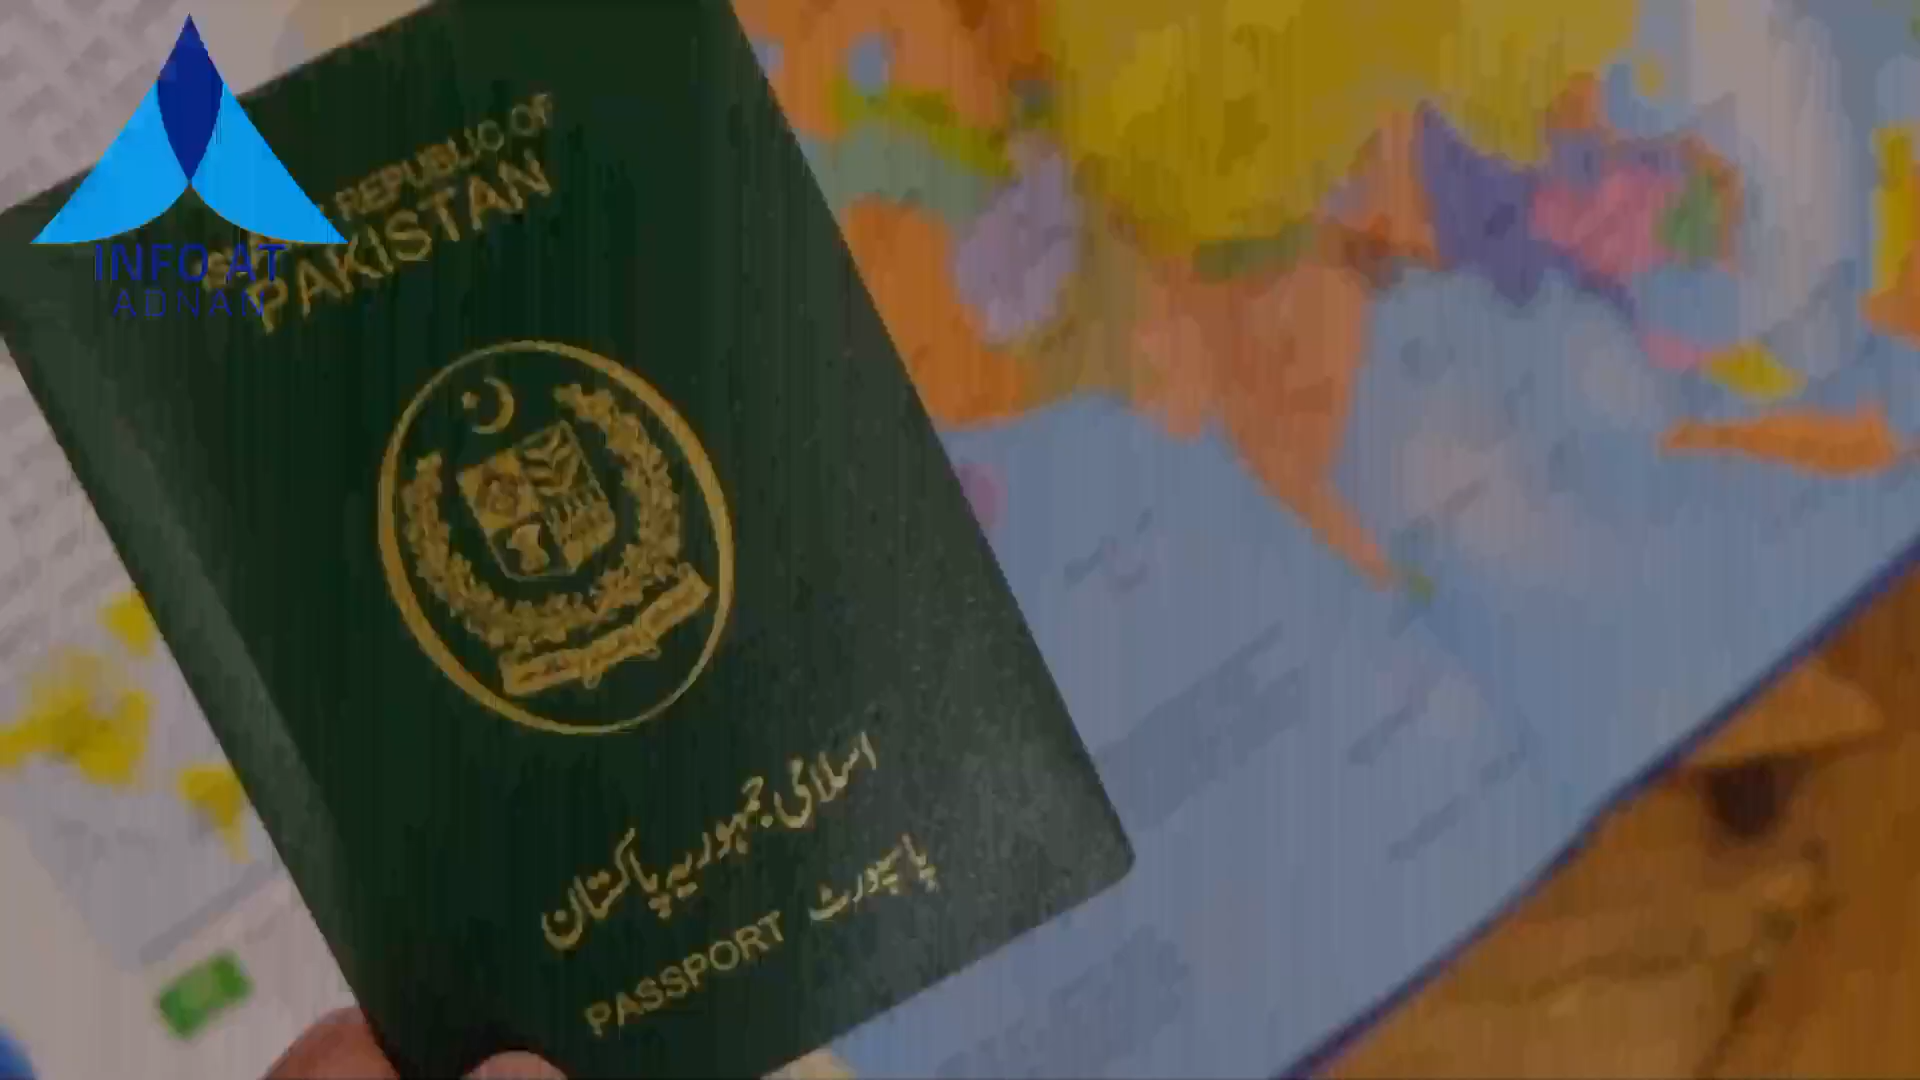 INFO AT
ADNAN
REPUBLIC OF
PAKISTAN
اسلامی جمہوریہ پاکستان
PASSPORT پاسپورٹ